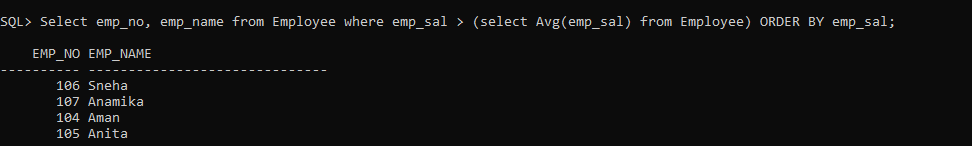 SQL> Select emp_no, emp_name from Employee where emp_sal > (select Avg(emp_sal) from Employee) ORDER BY emp_sal;
    EMP_NO EMP_NAME
---------- ------------------------------
       106 Sneha
       107 Anamika
       104 Aman
       105 Anita